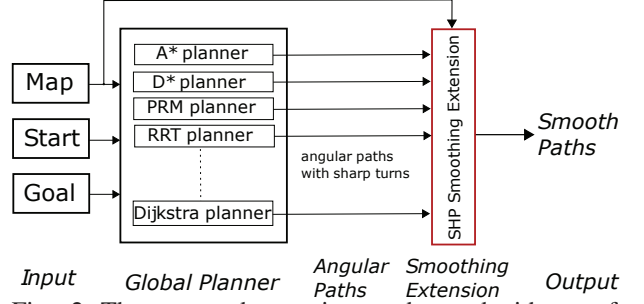 Map
Start
Goal
A* planner
D* planner
PRM planner
RRT planner
Dijkstra planner
angular paths
with sharp turns
SHP Smoothing Extension
Smooth
Paths
Input
Global Planner
Angular
Paths
Smoothing
Extension
Output